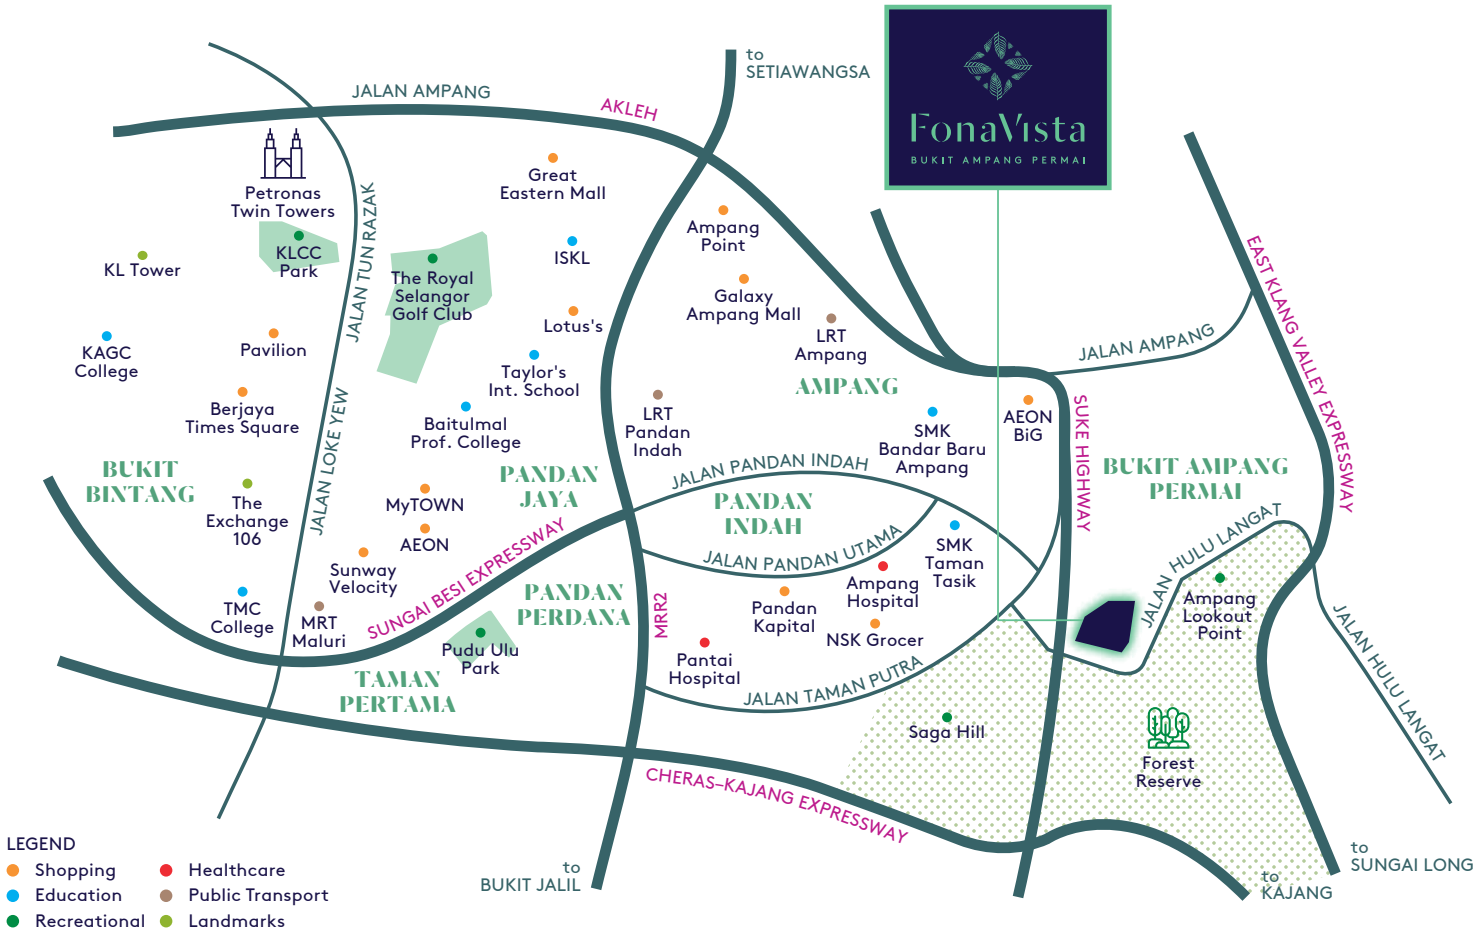 to
SETIAWANGSA
FonaVısta
BUKIT AMPANG PERMAI
JALAN AMPANG
AKLEH
Petronas
Twin Towers
JALAN TUN RAZAK
Great
Eastern Mall
Ampang
Point
KLCC
Park
KL Tower
The Royal
Selangor
Golf Club
ISKL
EAST KLANG VALLEY EXPRESSWAY
Galaxy
Ampang Mall
Lotus's
LRT
Ampang
JALAN AMPANG
KAGC
College
Pavilion
Taylor's
Int. School
AMPANG
Berjaya
Times Square
JALAN LOKE YEW
Baitulmal
Prof. College
LRT
Pandan
Indah
SMK
Bandar Baru
Ampang
AEON
BiG
SUKE HIGHWAY
BUKIT
BINTANG
PANDAN
JAYA
JALAN PANDAN INDAH
BUKIT AMPANG
PERMAI
The
Exchange
106
MyTOWN
AEON
PANDAN
INDAH
JALAN PANDAN UTAMA
SMK
Taman
Tasik
JALAN HULU LANGAT
Sunway
Velocity
SUNGAI BESI EXPRESSWAY
PANDAN
PERDANA
MRR2
Ampang
Hospital
Pandan
Kapital
NSK Grocer
Ampang
Lookout
Point
TMC
College
MRT
Maluri
Pudu Ulu
Park
Pantai
Hospital
JALAN TAMAN PUTRA
JALAN HULU LANGAT
TAMAN
PERTAMA
Saga Hill
Forest
Reserve
CHERAS–KAJANG EXPRESSWAY
to
BUKIT JALIL
to
KAJANG
to
SUNGAI LONG
LEGEND
Shopping
Education
Recreational
Healthcare
Public Transport
Landmarks